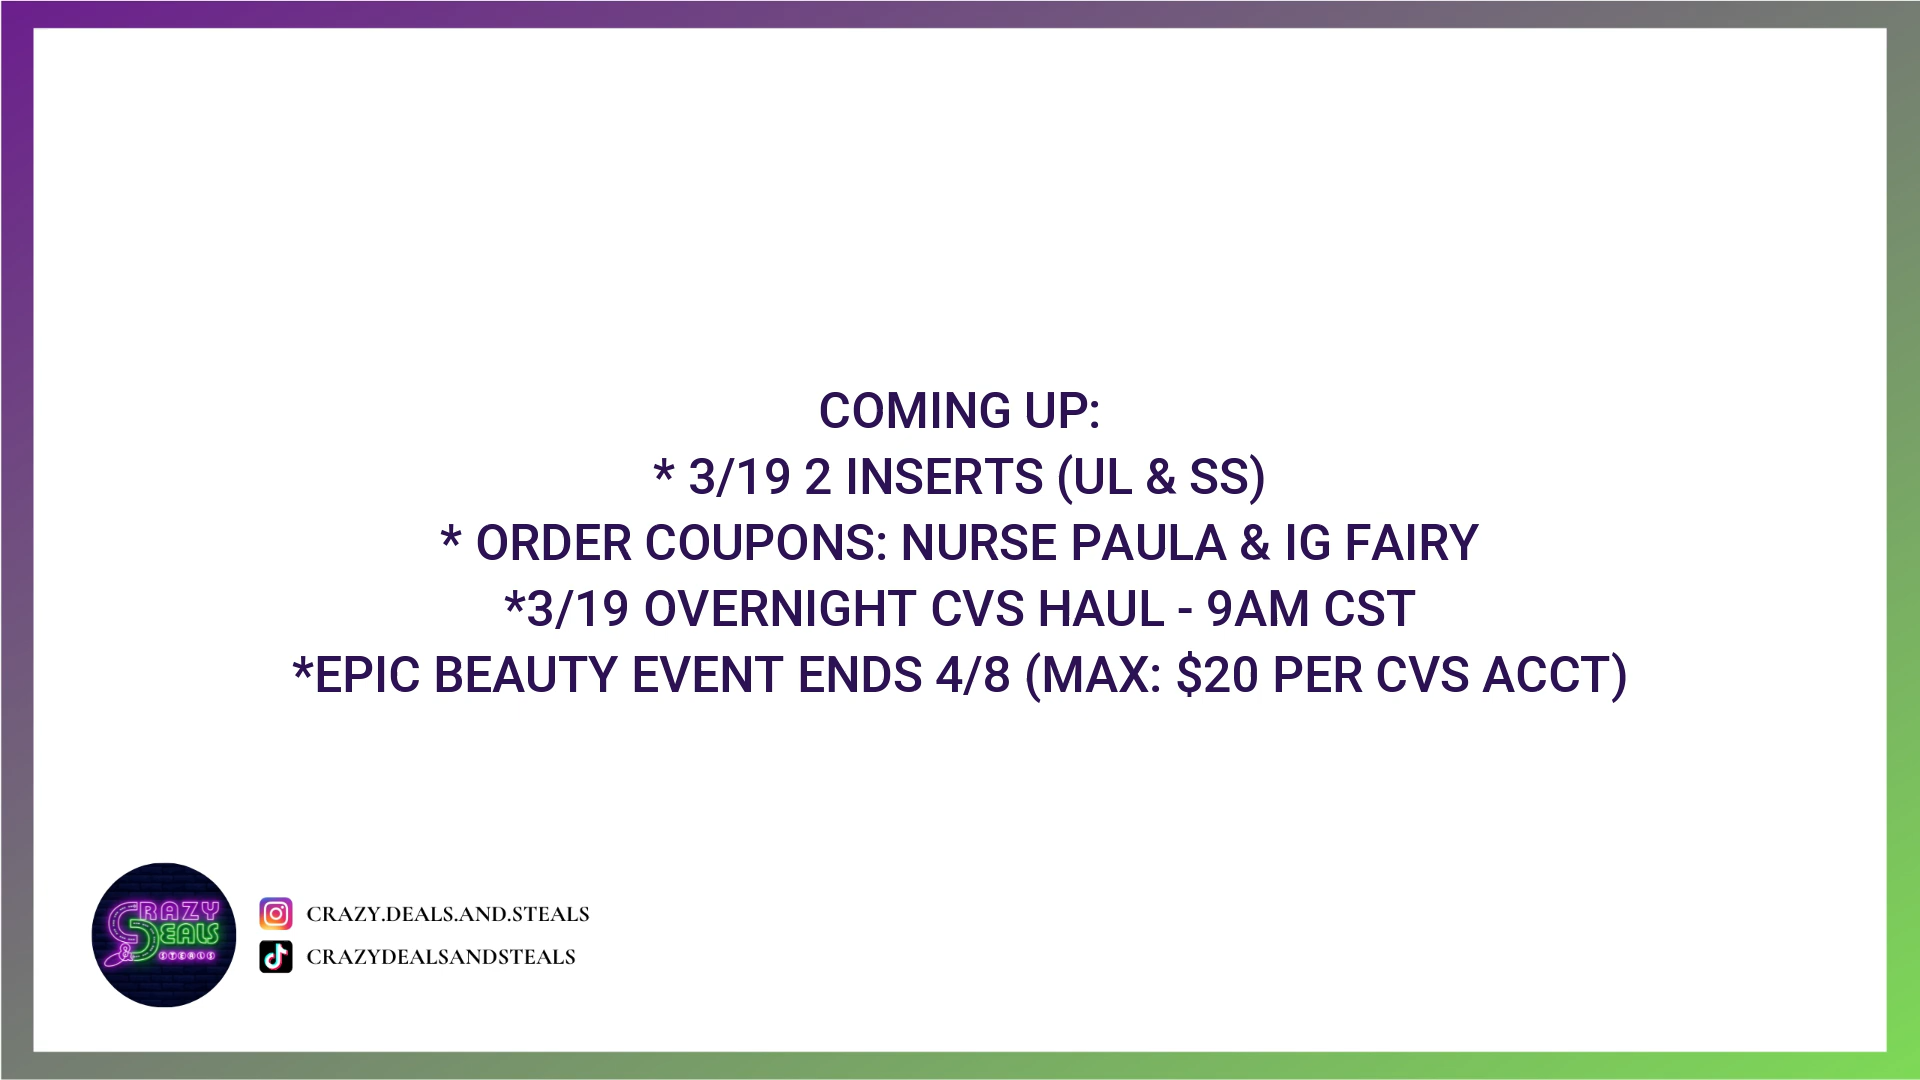 COMING UP:
* 3/19 2 INSERTS (UL & SS)
* ORDER COUPONS: NURSE PAULA & IG FAIRY
*3/19 OVERNIGHT CVS HAUL - 9AM CST
*EPIC BEAUTY EVENT ENDS 4/8 (MAX: $20 PER CVS ACCT)
CRAZY
DEALS
& STEALS
CRAZY.DEALS.AND.STEALS
CRAZYDEALSANDSTEALS